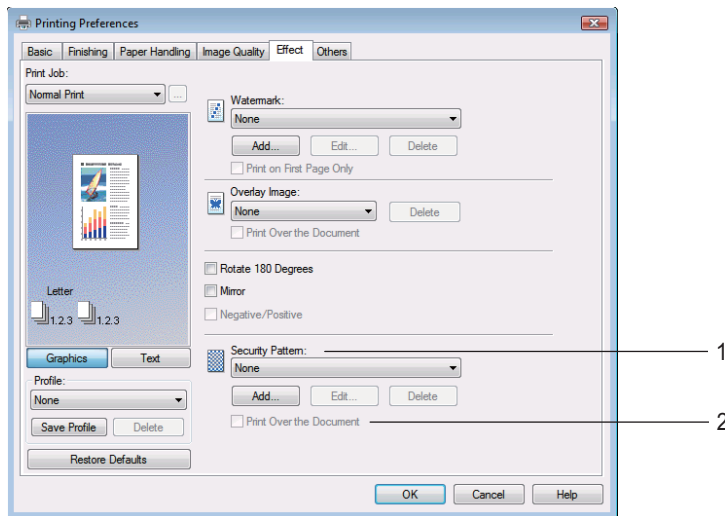 Printing Preferences
Basic Finishing Paper Handling Image Quality Effect Others
Print Job:
Normal Print ...
Letter
1.2.3 1.2.3
Graphics Text
Profile:
None
Save Profile Delete
Restore Defaults
Watermark:
None
Add... Edit... Delete
Print on First Page Only
Overlay Image:
None Delete
Print Over the Document
Rotate 180 Degrees
Mirror
Negative/Positive
Security Pattern: 1
None
Add... Edit... Delete
Print Over the Document 2
OK Cancel Help